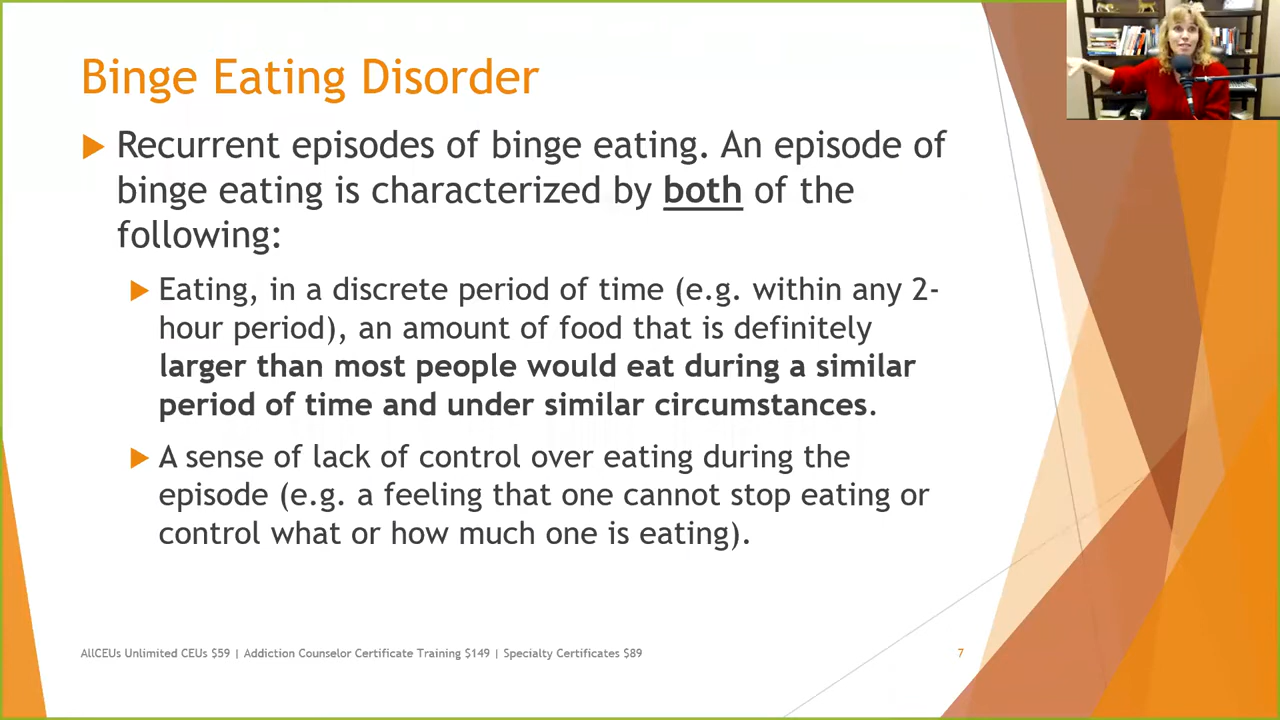 Binge Eating Disorder
Recurrent episodes of binge eating. An episode of
binge eating is characterized by both of the
following:
Eating, in a discrete period of time (e.g. within any 2-
hour period), an amount of food that is definitely
larger than most people would eat during a similar
period of time and under similar circumstances.
A sense of lack of control over eating during the
episode (e.g. a feeling that one cannot stop eating or
control what or how much one is eating).
AllCEUs Unlimited CEUs $59 | Addiction Counselor Certificate Training $149 | Specialty Certificates $89
7